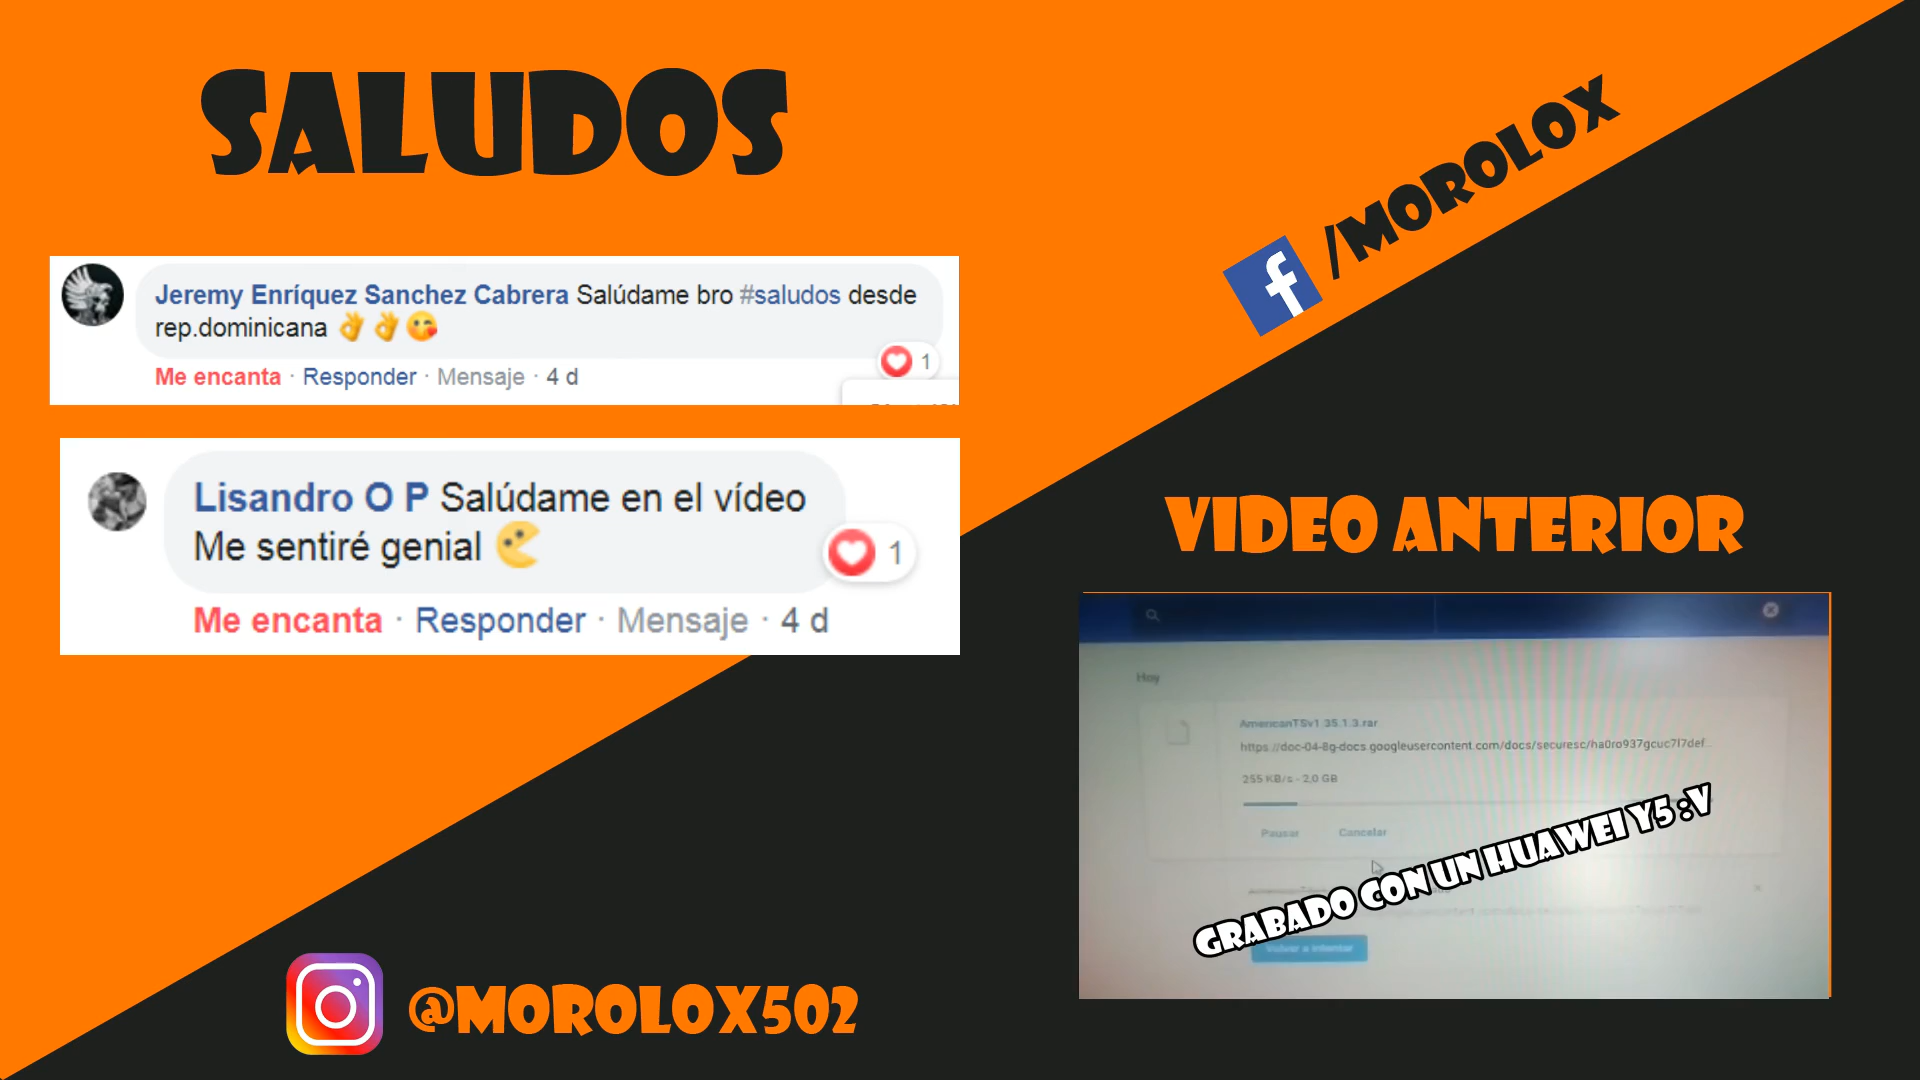 SALUDOS
Jeremy Enríquez Sanchez Cabrera Salúdame bro #saludos desde
rep.dominicana
1
Me encanta · Responder · Mensaje · 4 d
Lisandro O P Salúdame en el vídeo
Me sentiré genial
1
Me encanta · Responder · Mensaje · 4 d
@MOROLOX502
f /MOROLOX
VIDEO ANTERIOR
Hoy
AmericanTSv1.35.1.3.rar
https://doc-04-8g-docs.googleusercontent.com/docs/securesc/ha0ro937gcuc7l7def...
255 KB/s - 2,0 GB
Pausar Cancelar
GRABADO CON UN HUAWEI Y5 :V
Volver a intentar